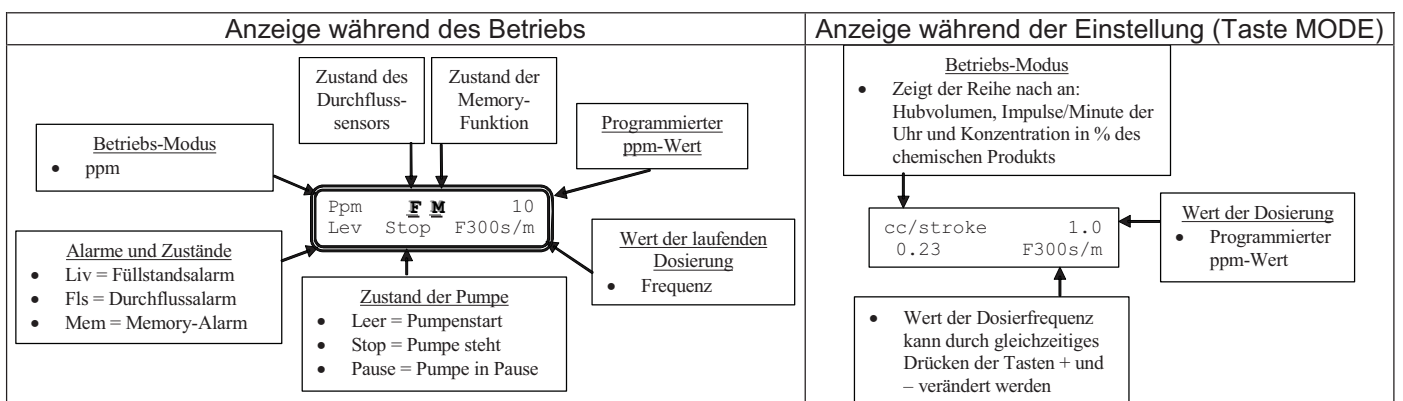 Anzeige während des Betriebs
Zustand des
Durchfluss-
sensors
Zustand der
Memory-
Funktion
Programmierter
ppm-Wert
Betriebs-Modus
• ppm
Ppm F M 10
Lev Stop F300s/m
Alarme und Zustände
• Liv = Füllstandsalarm
• Fls = Durchflussalarm
• Mem = Memory-Alarm
Zustand der Pumpe
• Leer = Pumpenstart
• Stop = Pumpe steht
• Pause = Pumpe in Pause
Wert der laufenden
Dosierung
• Frequenz
Anzeige während der Einstellung (Taste MODE)
Betriebs-Modus
• Zeigt der Reihe nach an:
Hubvolumen, Impulse/Minute der
Uhr und Konzentration in % des
chemischen Produkts
cc/stroke 1.0
0.23 F300s/m
Wert der Dosierung
• Programmierter
ppm-Wert
• Wert der Dosierfrequenz
kann durch gleichzeitiges
Drücken der Tasten + und
– verändert werden